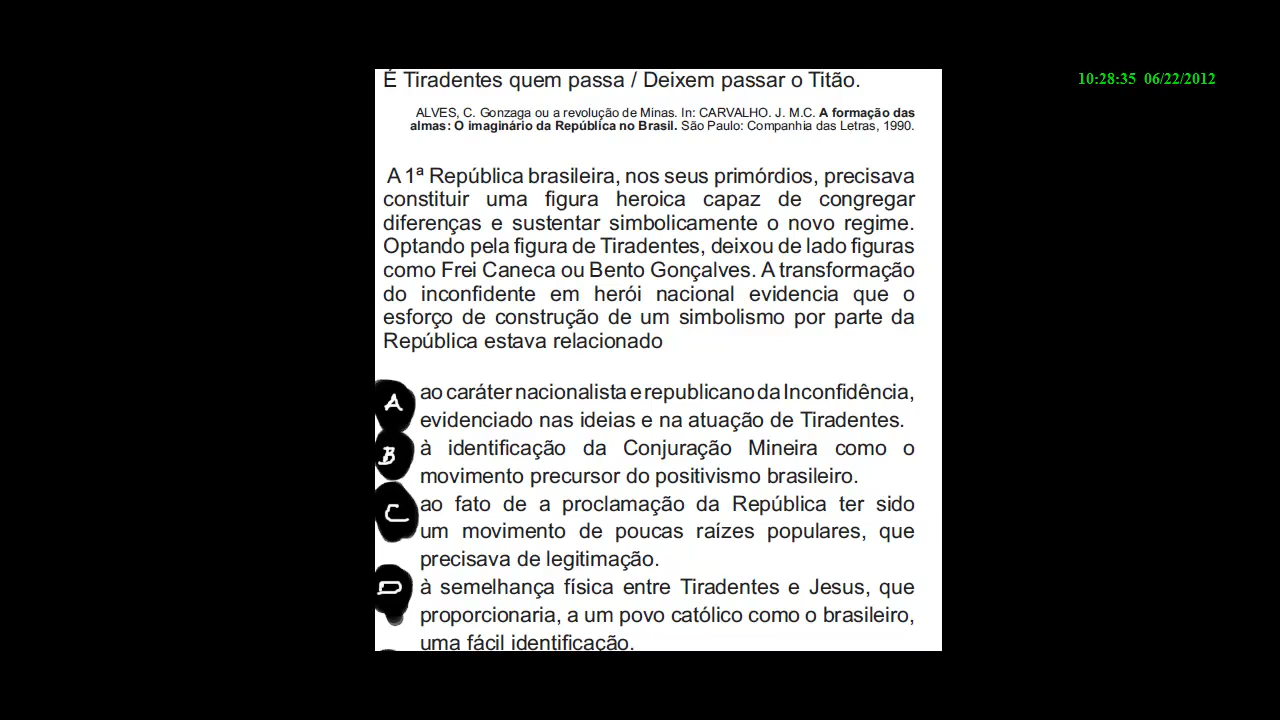 10:28:35 06/22/2012
É Tiradentes quem passa / Deixem passar o Titão.
ALVES, C. Gonzaga ou a revolução de Minas. In: CARVALHO. J. M.C. A formação das
almas: O imaginário da República no Brasil. São Paulo: Companhia das Letras, 1990.
A 1ª República brasileira, nos seus primórdios, precisava
constituir uma figura heroica capaz de congregar
diferenças e sustentar simbolicamente o novo regime.
Optando pela figura de Tiradentes, deixou de lado figuras
como Frei Caneca ou Bento Gonçalves. A transformação
do inconfidente em herói nacional evidencia que o
esforço de construção de um simbolismo por parte da
República estava relacionado
A ao caráter nacionalista e republicano da Inconfidência,
evidenciado nas ideias e na atuação de Tiradentes.
B à identificação da Conjuração Mineira como o
movimento precursor do positivismo brasileiro.
C ao fato de a proclamação da República ter sido
um movimento de poucas raízes populares, que
precisava de legitimação.
D à semelhança física entre Tiradentes e Jesus, que
proporcionaria, a um povo católico como o brasileiro,
uma fácil identificação.